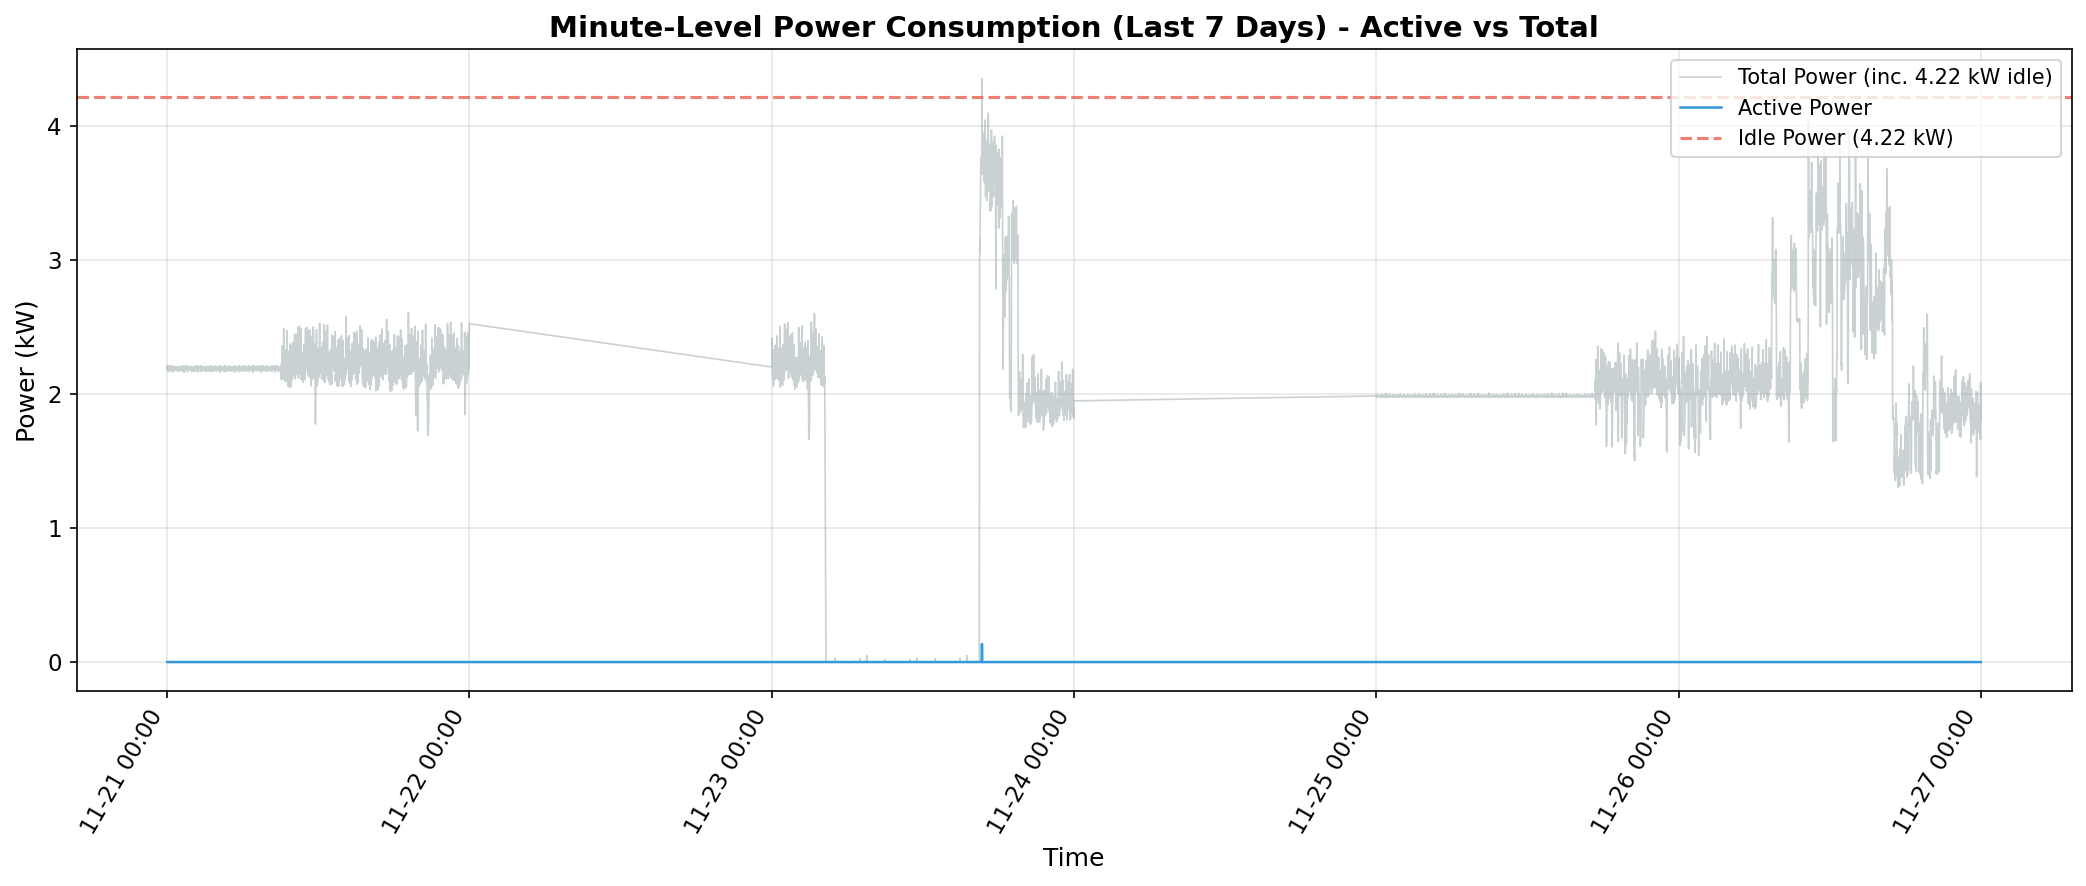 Minute-Level Power Consumption (Last 7 Days) - Active vs Total
Total Power (inc. 4.22 kW idle)
Active Power
Idle Power (4.22 kW)
Power (kW)
4
3
2
1
0
11-21 00:00
11-22 00:00
11-23 00:00
11-24 00:00
11-25 00:00
11-26 00:00
11-27 00:00
Time